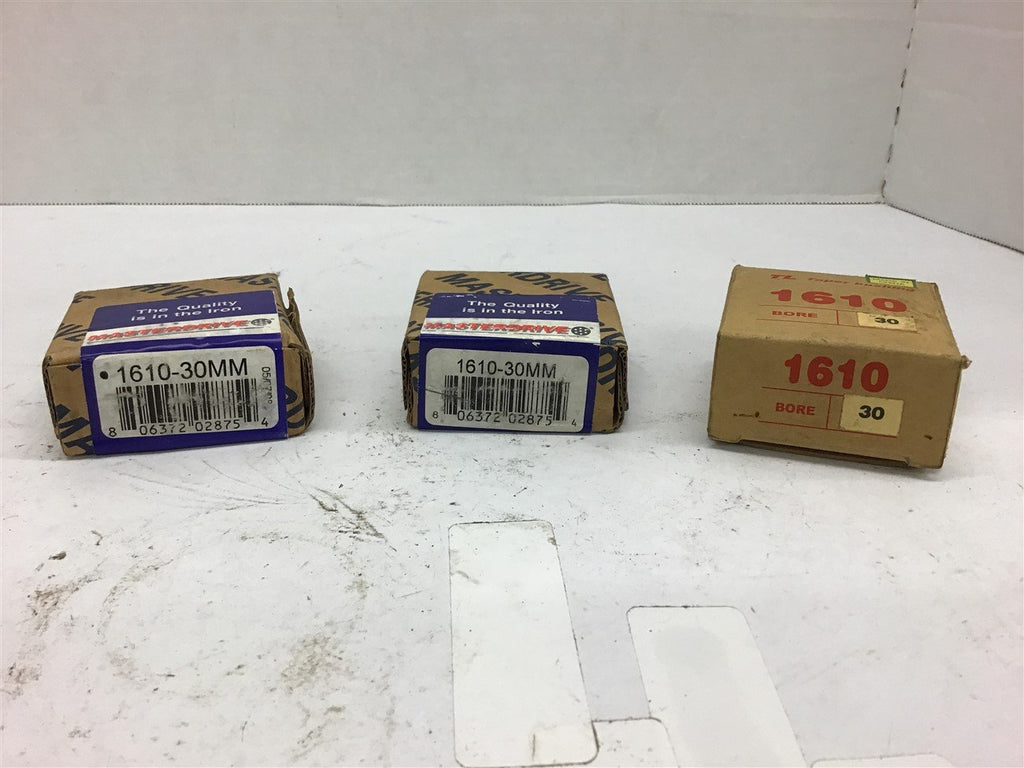 The Quality
is in the Iron
MASTERDRIVE
1610-30MM
8 06372 02875 4
MASTERDRIVE
The Quality
is in the Iron
MASTERDRIVE
1610-30MM
8 06372 02875 4
1610
BORE 30
1610
BORE 30